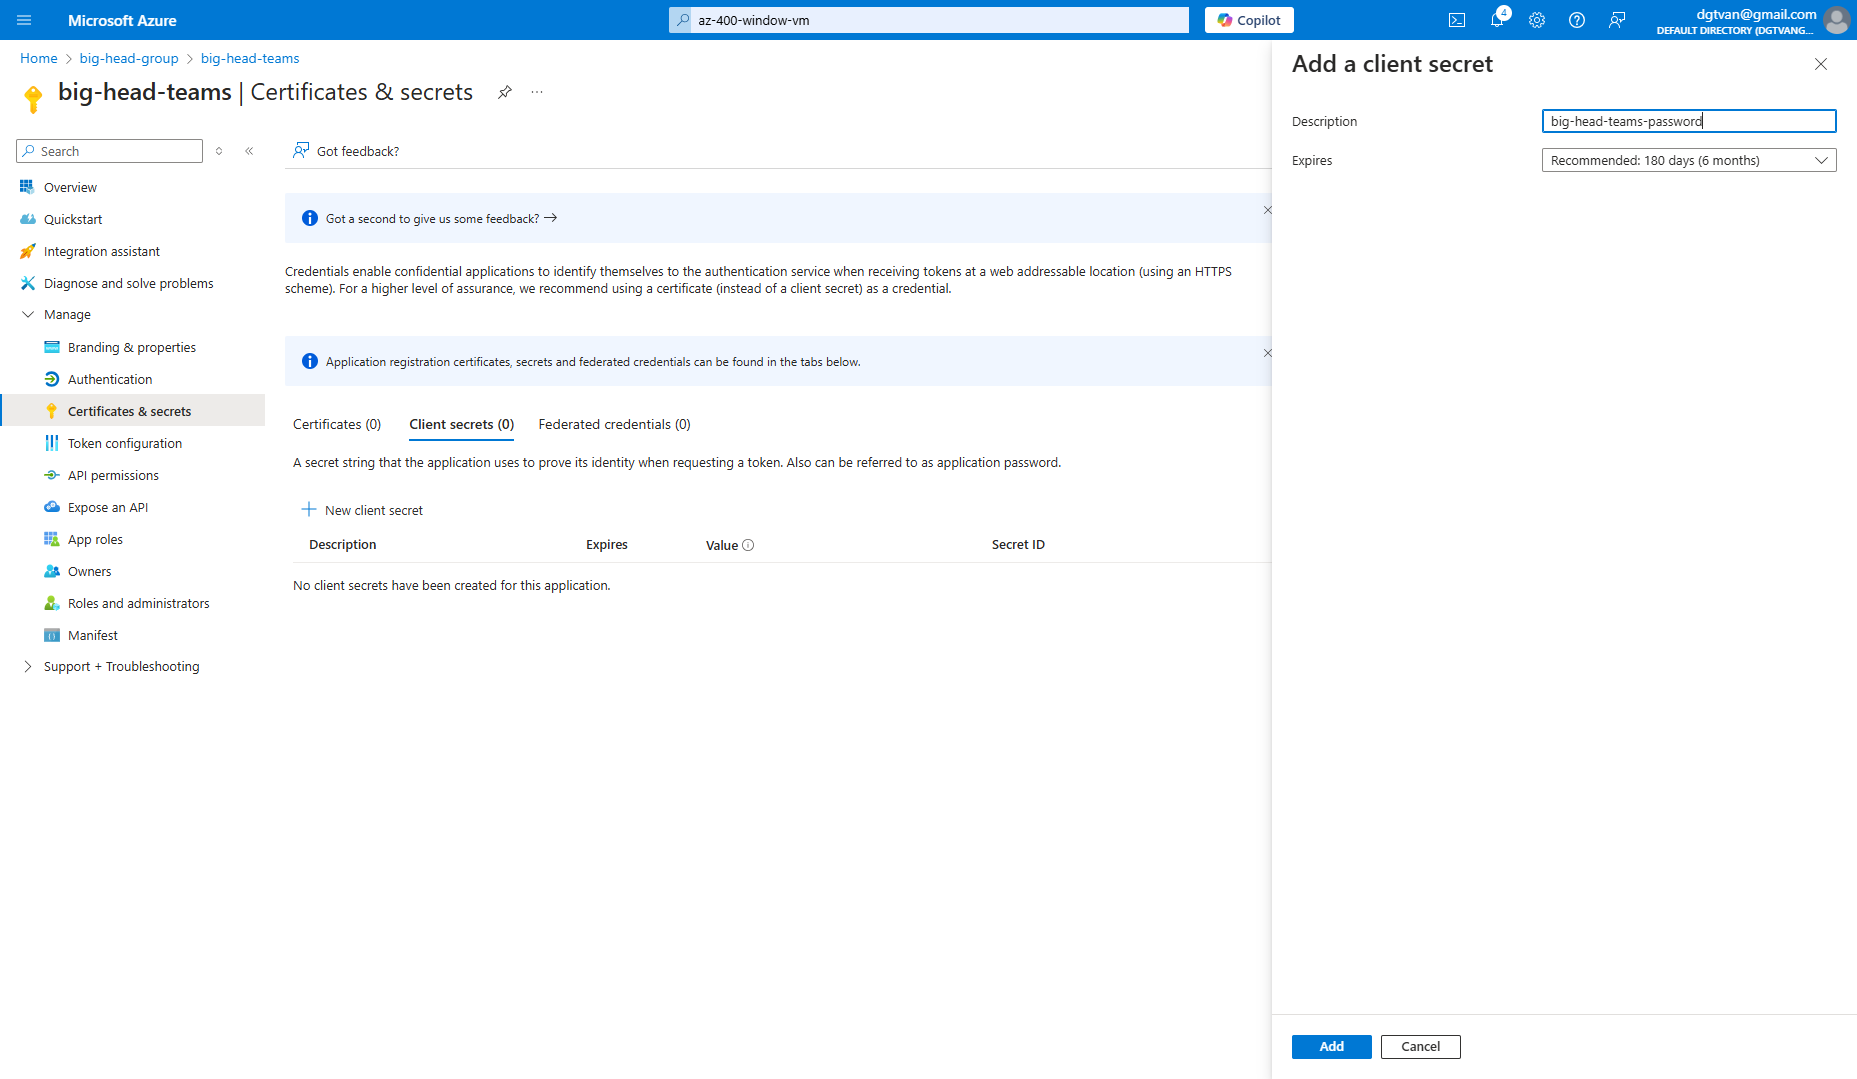 Microsoft Azure
az-400-window-vm
Copilot
4
dgtvan@gmail.com
DEFAULT DIRECTORY (DGTVANG...
Home > big-head-group > big-head-teams
big-head-teams | Certificates & secrets
Search
Overview
Quickstart
Integration assistant
Diagnose and solve problems
Manage
Branding & properties
Authentication
Certificates & secrets
Token configuration
API permissions
Expose an API
App roles
Owners
Roles and administrators
Manifest
Support + Troubleshooting
Got feedback?
Got a second to give us some feedback? →
Credentials enable confidential applications to identify themselves to the authentication service when receiving tokens at a web addressable location (using an HTTPS
scheme). For a higher level of assurance, we recommend using a certificate (instead of a client secret) as a credential.
Application registration certificates, secrets and federated credentials can be found in the tabs below.
Certificates (0) Client secrets (0) Federated credentials (0)
A secret string that the application uses to prove its identity when requesting a token. Also can be referred to as application password.
New client secret
Description Expires Value Secret ID
No client secrets have been created for this application.
Add a client secret
Description big-head-teams-password
Expires Recommended: 180 days (6 months)
Add Cancel